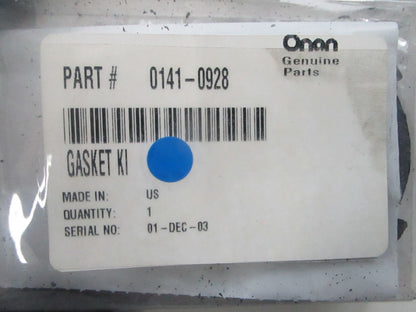 Onan
Genuine
Parts
PART # 0141-0928
GASKET KI
MADE IN: US
QUANTITY: 1
SERIAL NO: 01-DEC-03